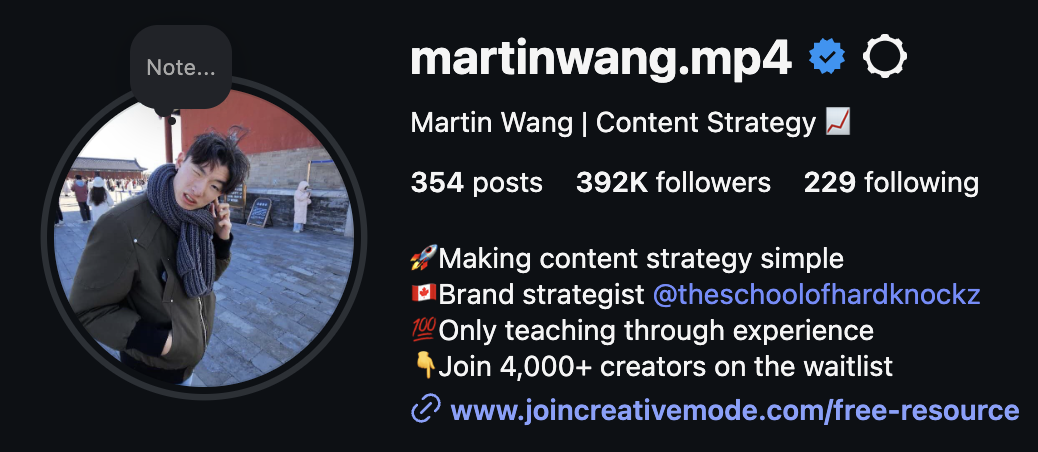 Note...
martinwang.mp4
Martin Wang | Content Strategy 📈
354 posts 392K followers 229 following
🚀Making content strategy simple
🇨🇦Brand strategist @theschoolofhardknockz
💯Only teaching through experience
👇Join 4,000+ creators on the waitlist
www.joincreativemode.com/free-resource